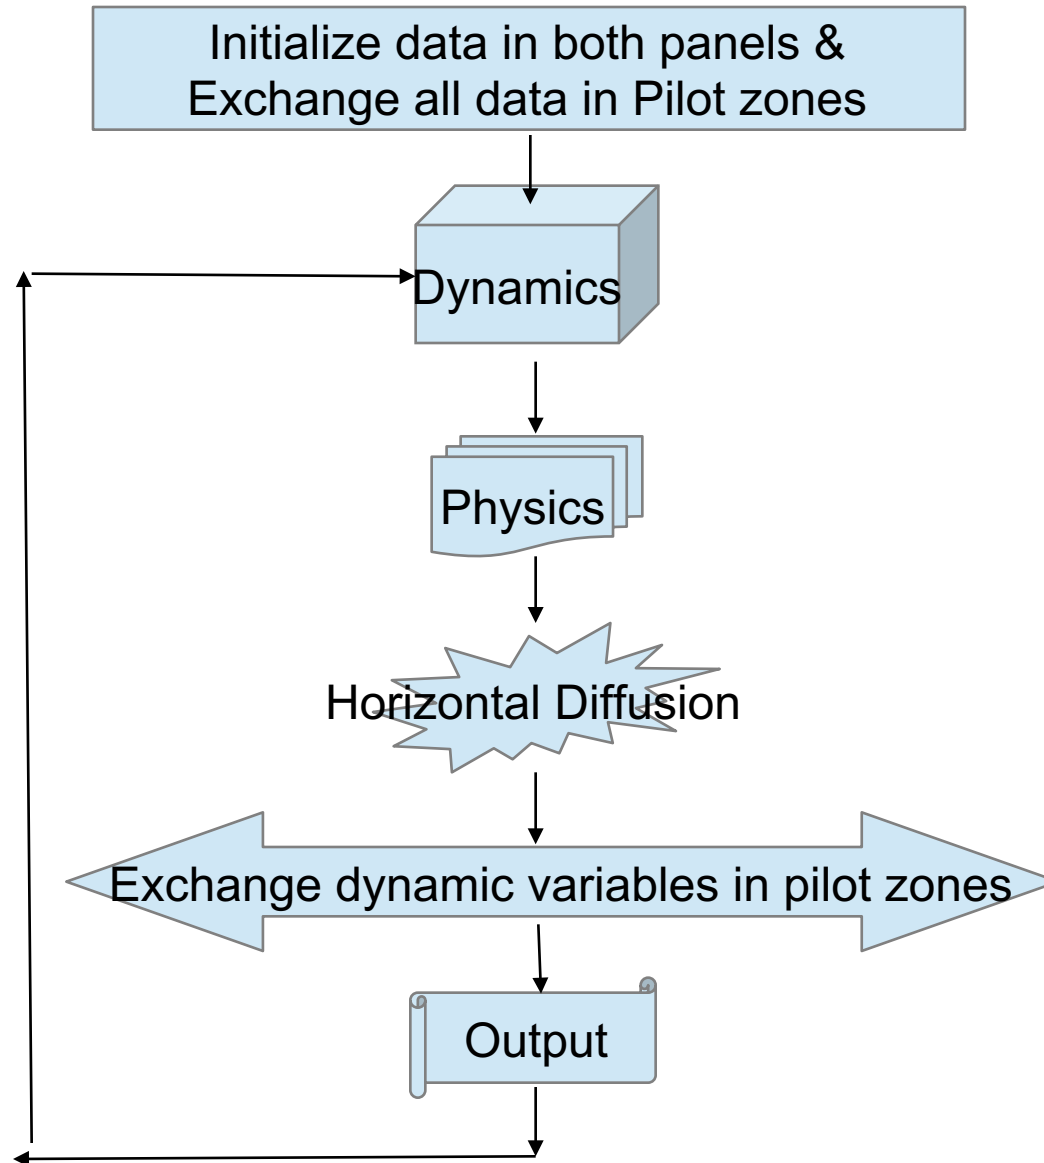 Initialize data in both panels &
Exchange all data in Pilot zones
Dynamics
Physics
Horizontal Diffusion
Exchange dynamic variables in pilot zones
Output